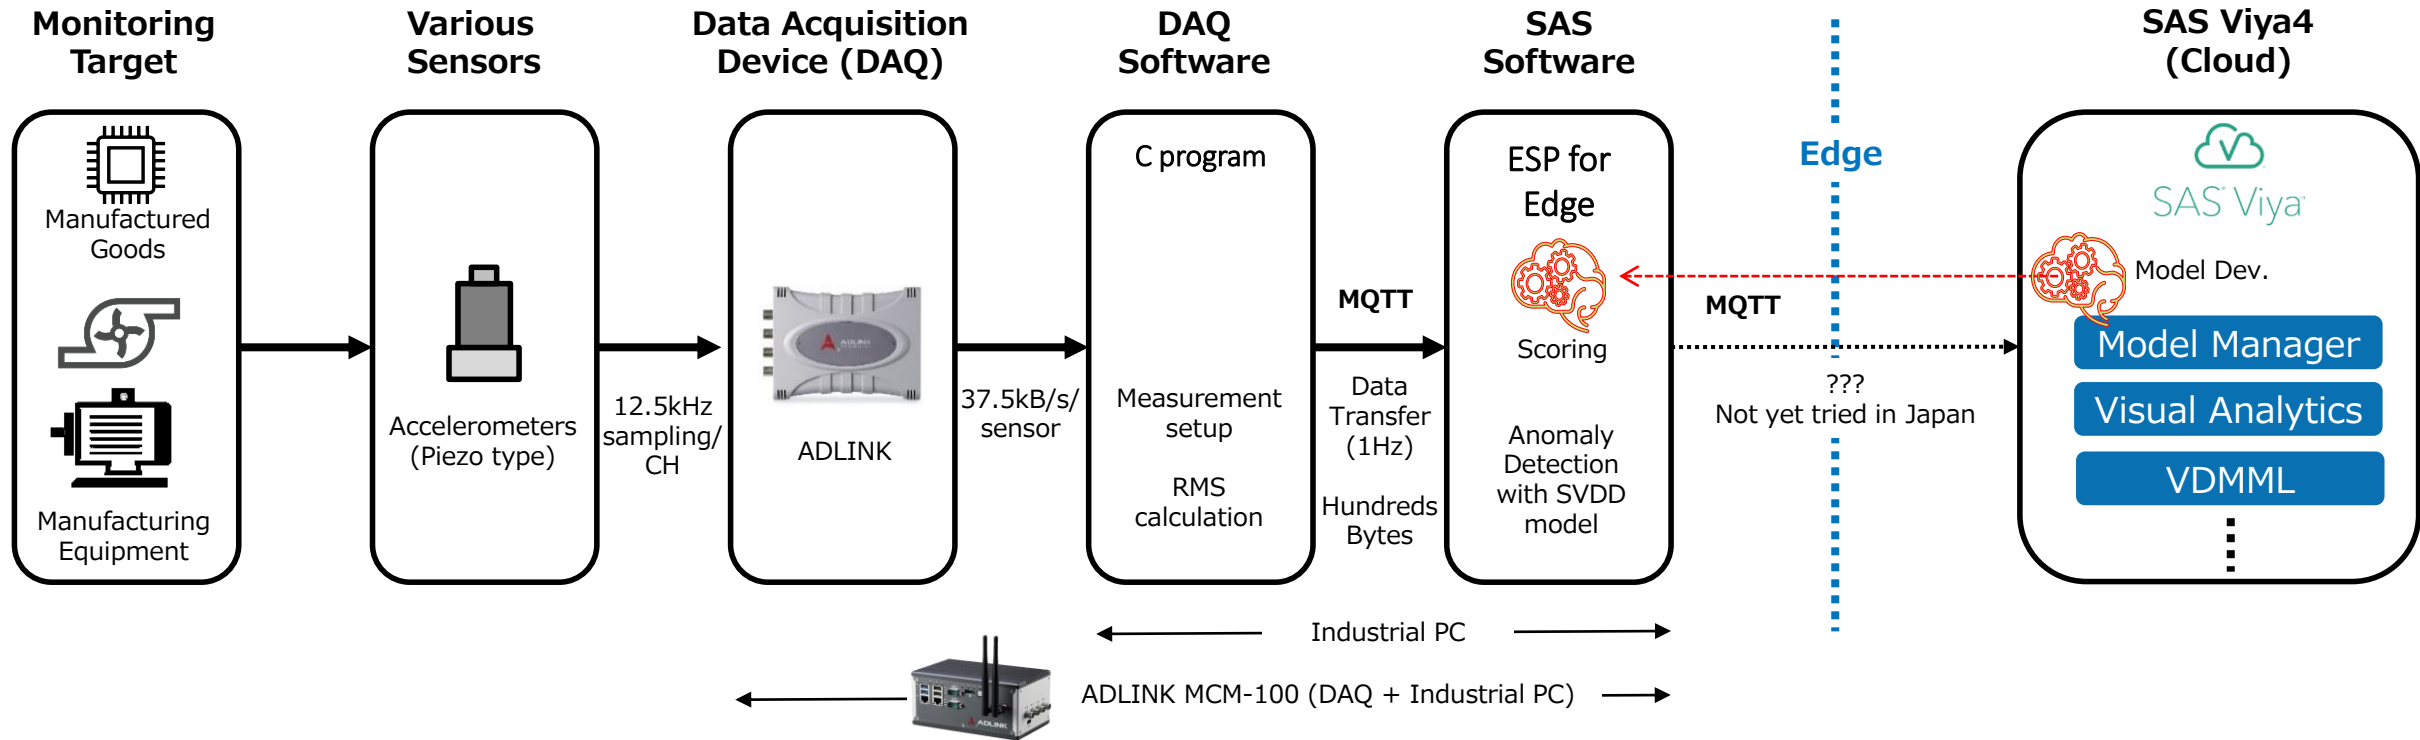 Monitoring
Target
Various
Sensors
Data Acquisition
Device (DAQ)
DAQ
Software
SAS
Software
SAS Viya4
(Cloud)
Manufactured
Goods
Manufacturing
Equipment
Accelerometers
(Piezo type)
12.5kHz
sampling/
CH
ADLINK
ADLINK
37.5kB/s/
sensor
C program
Measurement
setup
RMS
calculation
MQTT
Data
Transfer
(1Hz)
Hundreds
Bytes
ESP for
Edge
Scoring
Anomaly
Detection
with SVDD
model
Edge
MQTT
???
Not yet tried in Japan
SAS Viya
Model Dev.
Model Manager
Visual Analytics
VDMML
Industrial PC
ADLINK
ADLINK MCM-100 (DAQ + Industrial PC)